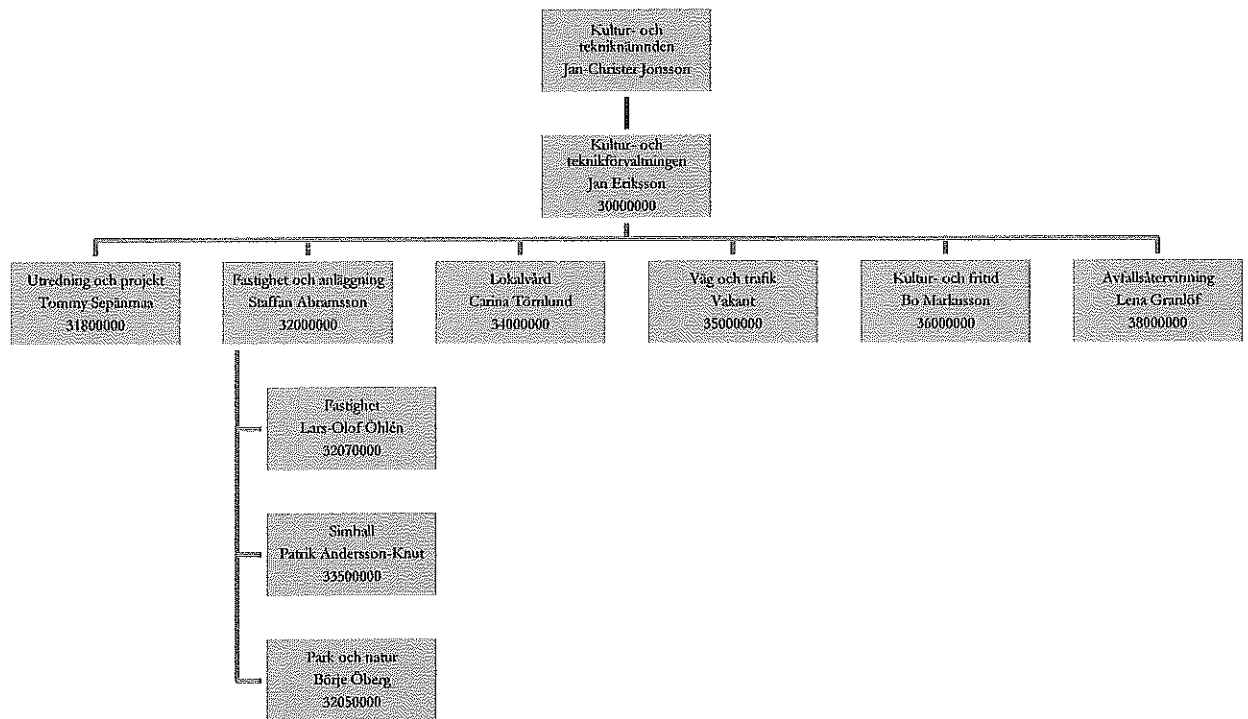 Kultur- och
tekniknämnden
Jan-Christer Jonsson
Kultur- och
teknikförvaltningen
Jan Eriksson
30000000
Utredning och projekt
Tommy Sepänmaa
31800000
Fastighet och anläggning
Staffan Abramsson
32000000
Lokalvård
Carina Törnlund
34000000
Väg och trafik
Vakant
35000000
Kultur- och fritid
Bo Markusson
36000000
Avfallsåtervinning
Lena Granlöf
38000000
Fastighet
Lars-Olof Öhlén
32070000
Simhall
Patrik Andersson-Knut
33500000
Park och natur
Börje Öberg
32050000